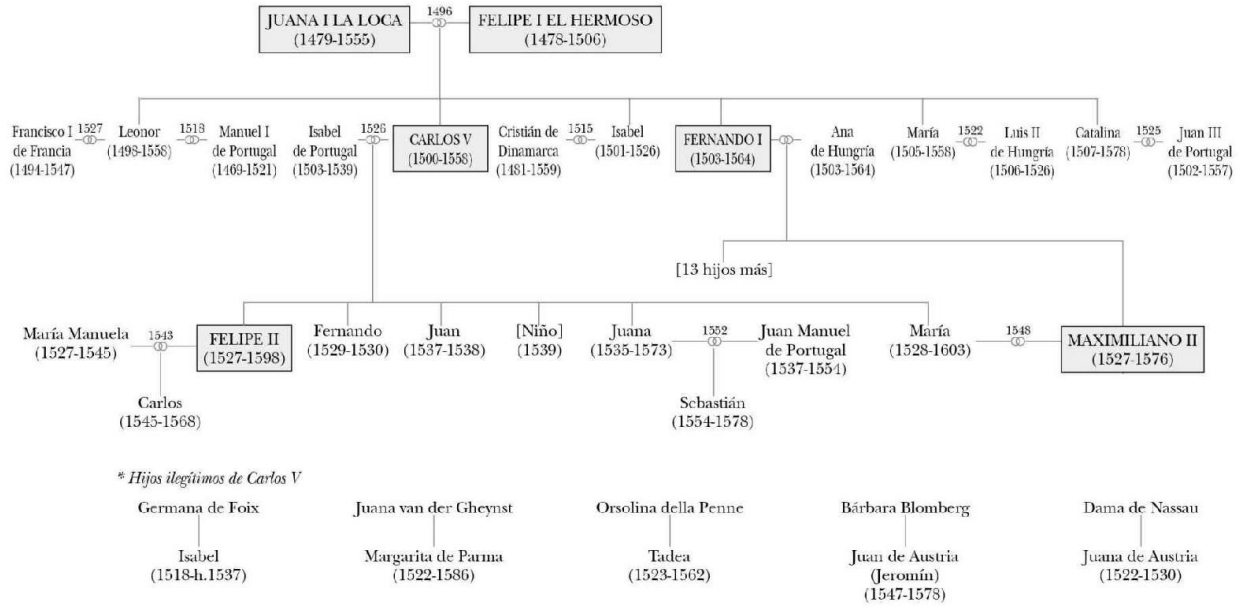 JUANA I LA LOCA
(1479-1555)
1496
FELIPE I EL HERMOSO
(1478-1506)
Francisco I
de Francia
(1494-1547)
1527
Leonor
(1498-1558)
1518
Manuel I
de Portugal
(1469-1521)
Isabel
de Portugal
(1503-1539)
1526
CARLOS V
(1500-1558)
Cristián de
Dinamarca
(1481-1559)
1515
Isabel
(1501-1526)
FERNANDO I
(1503-1564)
Ana
de Hungría
(1503-1564)
María
(1505-1558)
1522
Luis II
de Hungría
(1506-1526)
Catalina
(1507-1578)
1525
Juan III
de Portugal
(1502-1557)
[13 hijos más]
María Manuela
(1527-1545)
1543
FELIPE II
(1527-1598)
Fernando
(1529-1530)
Juan
(1537-1538)
[Niño]
(1539)
Juana
(1535-1573)
1552
Juan Manuel
de Portugal
(1537-1554)
María
(1528-1603)
1548
MAXIMILIANO II
(1527-1576)
Carlos
(1545-1568)
Sebastián
(1554-1578)
* Hijos ilegítimos de Carlos V
Germana de Foix
Isabel
(1518-h.1537)
Juana van der Gheynst
Margarita de Parma
(1522-1586)
Orsolina della Penne
Tadea
(1523-1562)
Bárbara Blomberg
Juan de Austria
(Jeromín)
(1547-1578)
Dama de Nassau
Juana de Austria
(1522-1530)